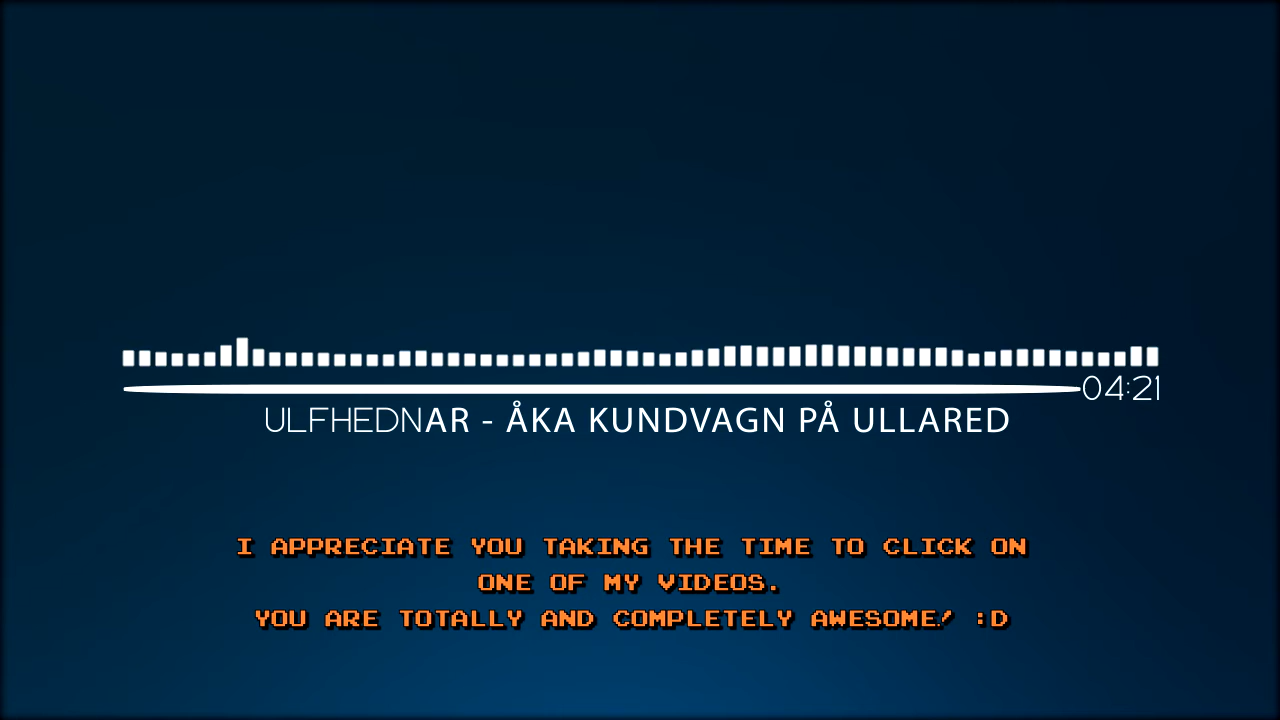 04:21
ULFHEDNAR - ÅKA KUNDVAGN PÅ ULLARED
I APPRECIATE YOU TAKING THE TIME TO CLICK ON
ONE OF MY VIDEOS.
YOU ARE TOTALLY AND COMPLETELY AWESOME! :D